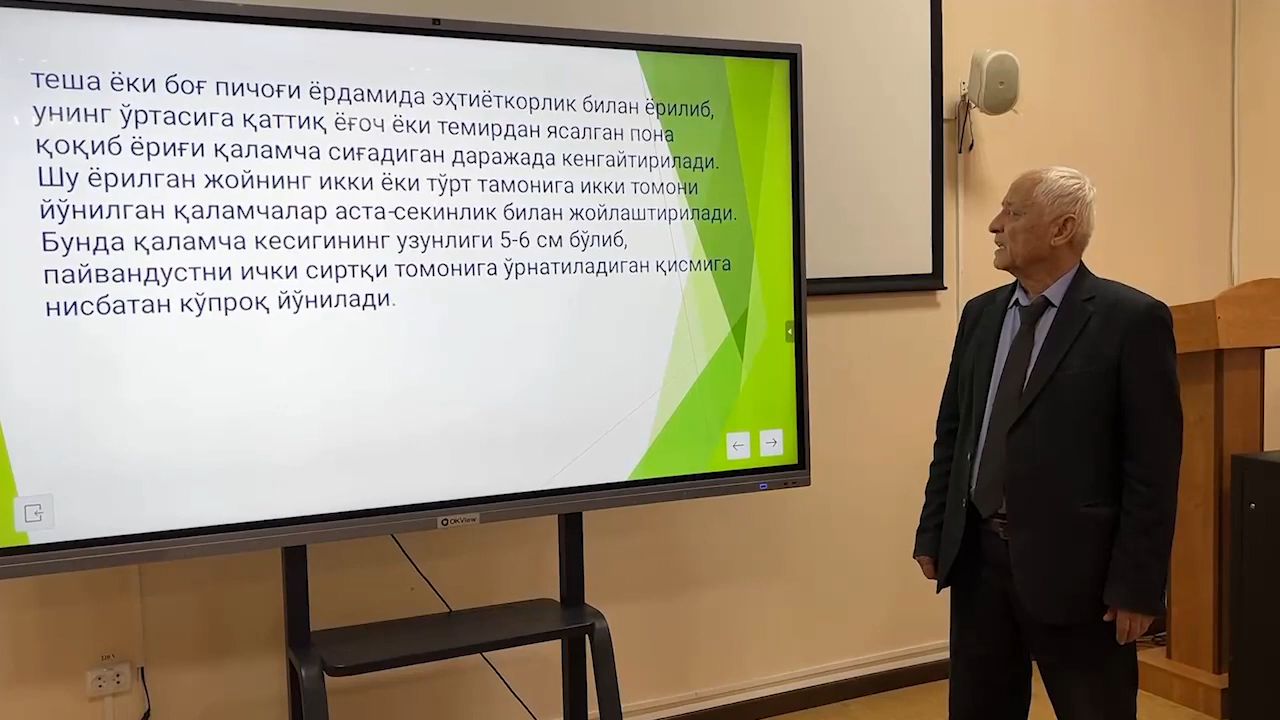 теша ёки боғ пичоғи ёрдамида эҳтиёткорлик билан ёрилиб,
унинг ўртасига қаттиқ ёғоч ёки темирдан ясалган пона
қоқиб ёриғи қаламча сиғадиган даражада кенгайтирилади.
Шу ёрилган жойнинг икки ёки тўрт тамонига икки томони
йўнилган қаламчалар аста-секинлик билан жойлаштирилади.
Бунда қаламча кесигининг узунлиги 5-6 см бўлиб,
пайвандустни ички сиртқи томонига ўрнатиладиган қисмига
нисбатан кўпроқ йўнилади.
OKView